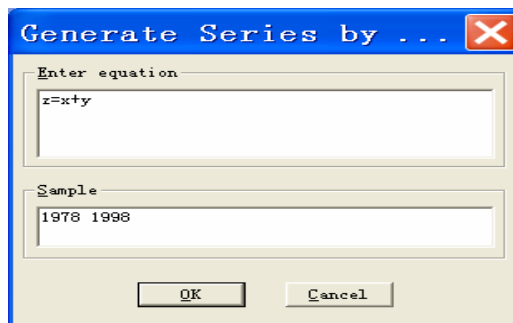 Generate Series by ...
Enter equation
z=x+y
Sample
1978 1998
OK
Cancel